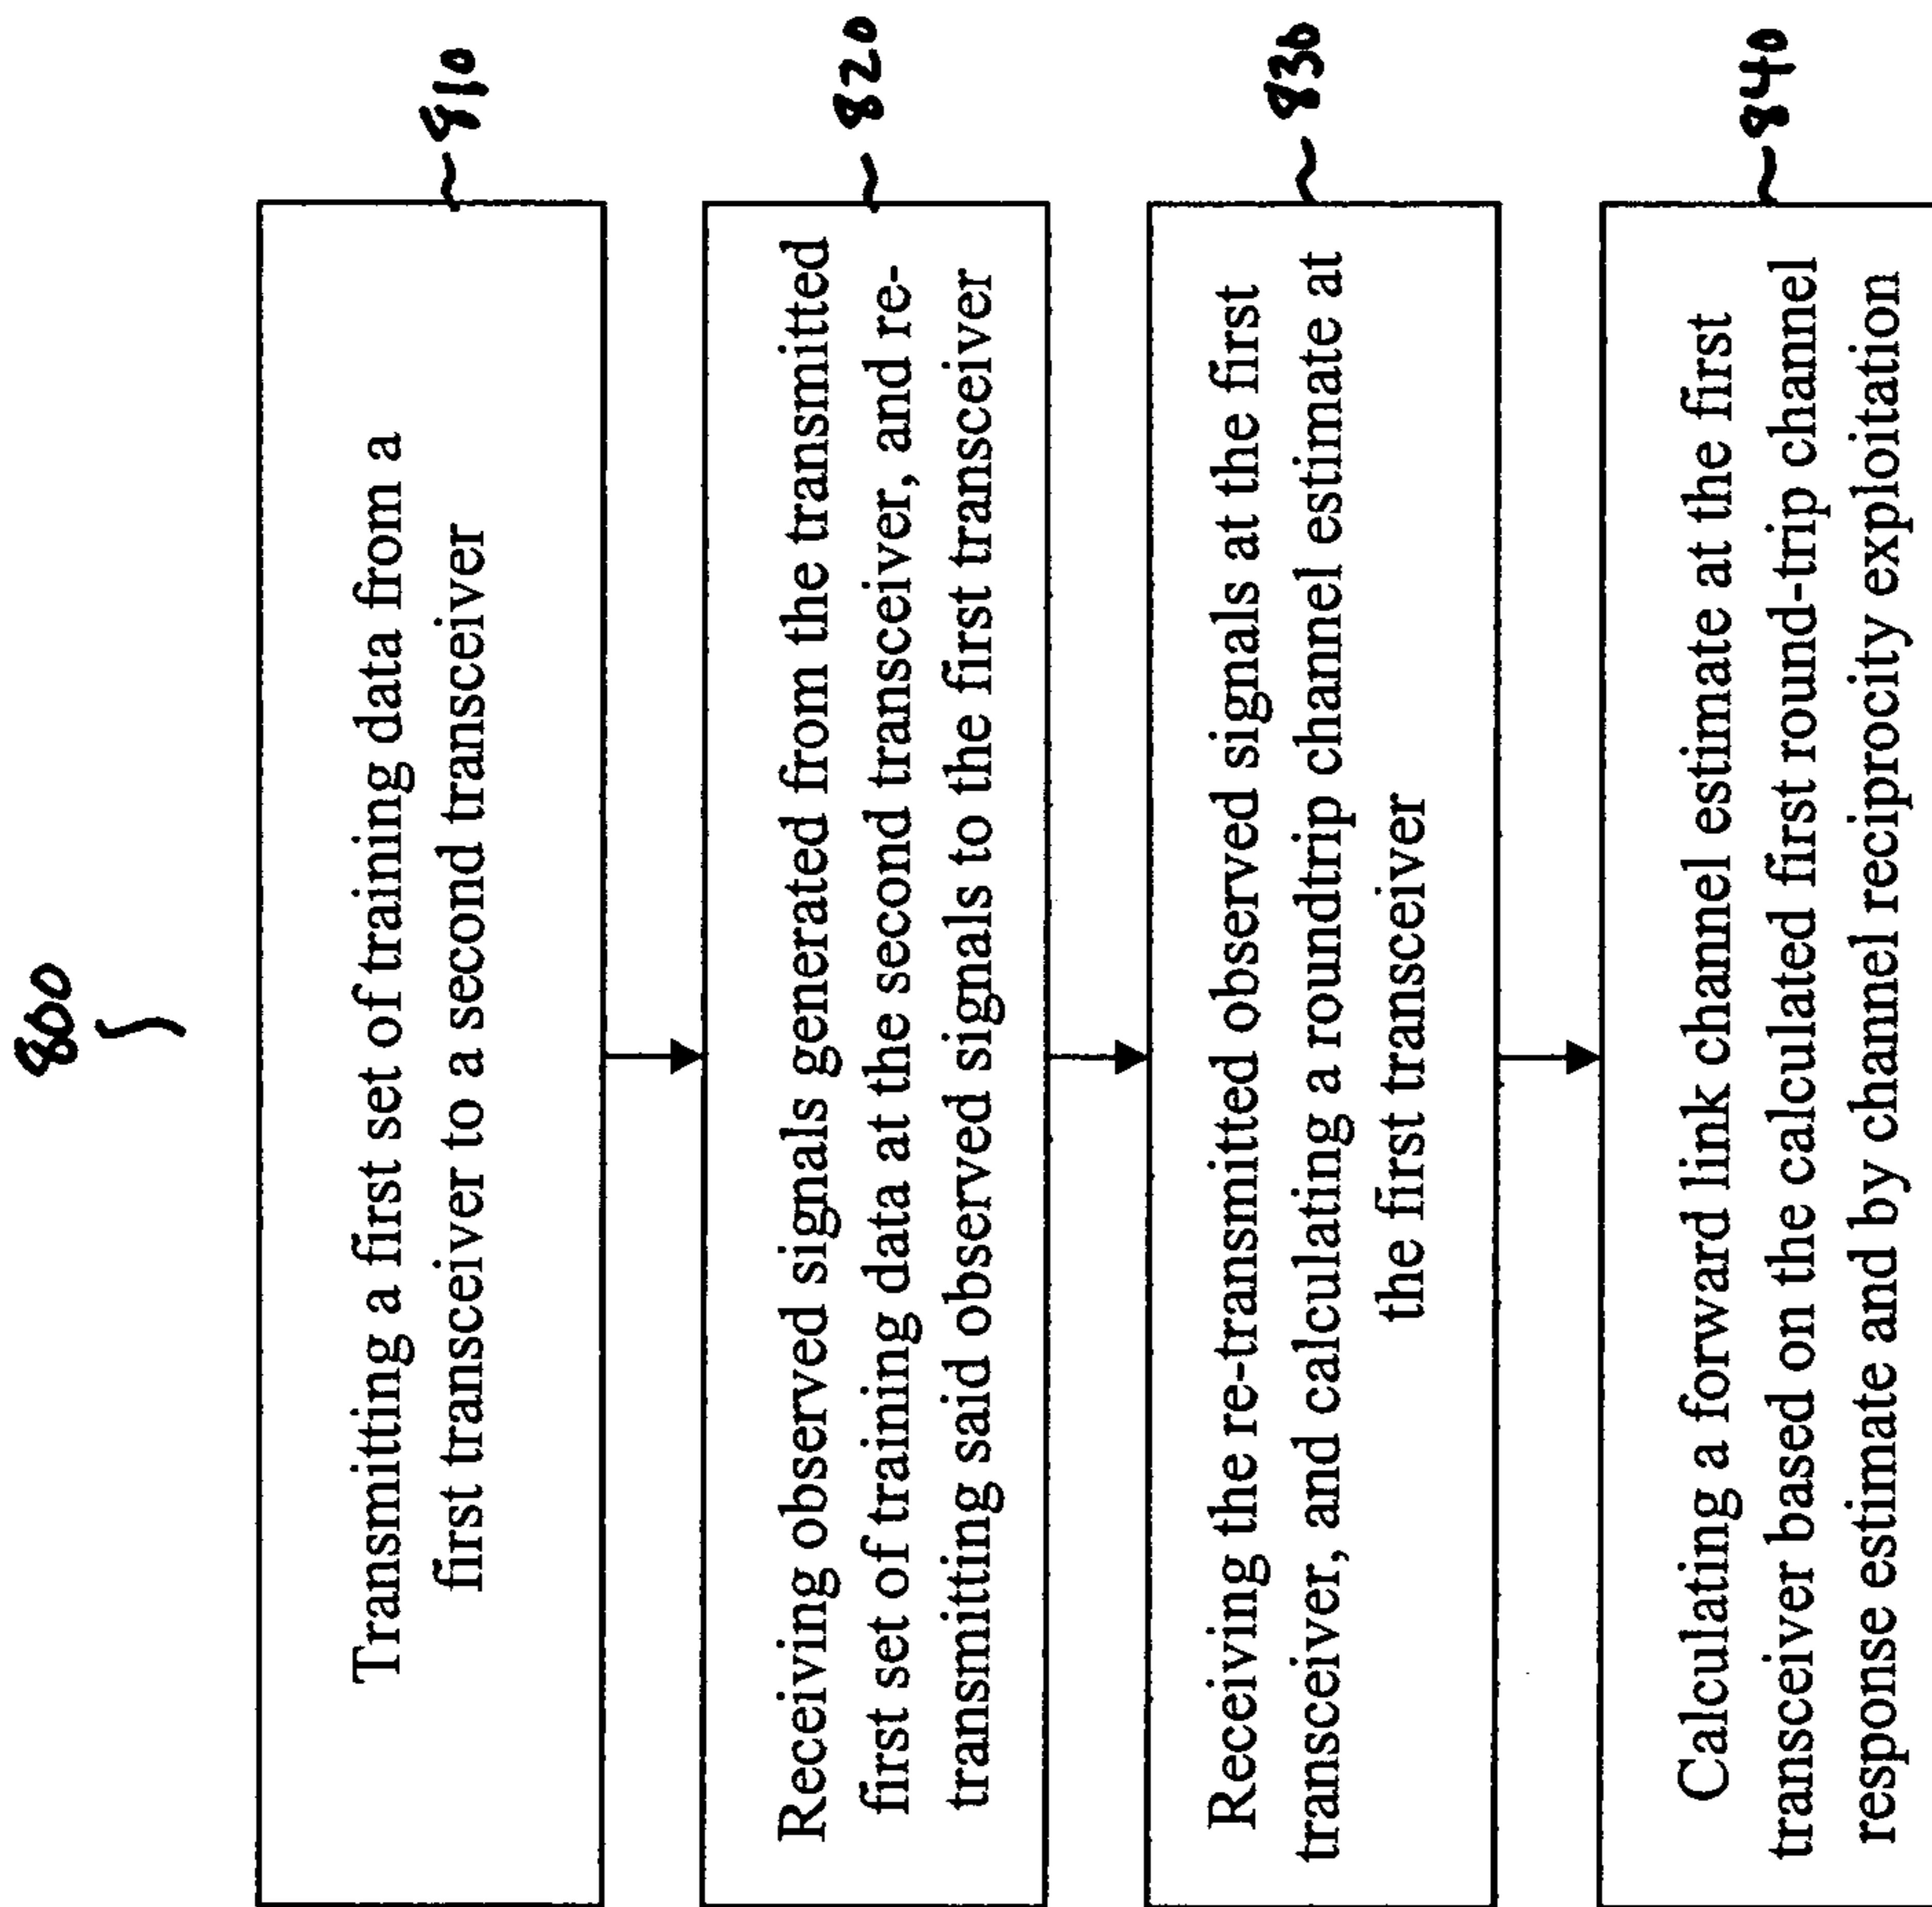 800
Transmitting a first set of training data from a
first transceiver to a second transceiver
810
Receiving observed signals generated from the transmitted
first set of training data at the second transceiver, and re-
transmitting said observed signals to the first transceiver
820
Receiving the re-transmitted observed signals at the first
transceiver, and calculating a roundtrip channel estimate at
the first transceiver
830
Calculating a forward link channel estimate at the first
transceiver based on the calculated first round-trip channel
response estimate and by channel reciprocity exploitation
840